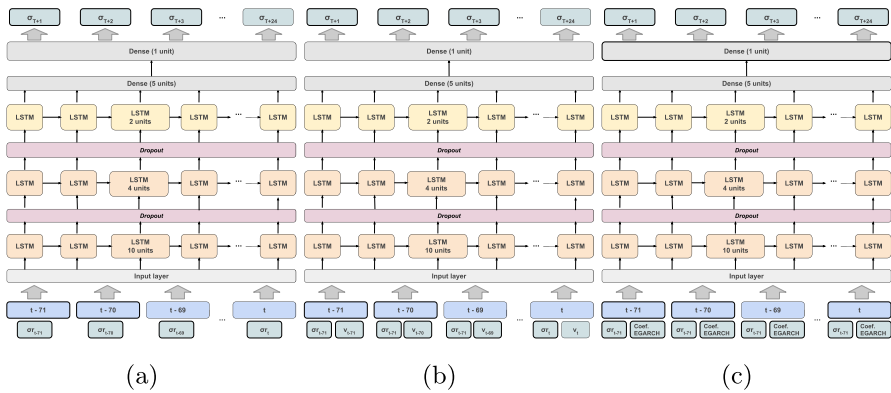 σT+1 σT+2 σT+3 ... σT+24 σT+1 σT+2 σT+3 ... σT+24 σT+1 σT+2 σT+3 ... σT+24
Dense (1 unit) Dense (1 unit) Dense (1 unit)
Dense (5 units) Dense (5 units) Dense (5 units)
LSTM LSTM LSTM 2 units LSTM ... LSTM LSTM LSTM LSTM 2 units LSTM ... LSTM LSTM LSTM LSTM 2 units LSTM ... LSTM
Dropout Dropout Dropout
LSTM LSTM LSTM 4 units LSTM ... LSTM LSTM LSTM LSTM 4 units LSTM ... LSTM LSTM LSTM LSTM 4 units LSTM ... LSTM
Dropout Dropout Dropout
LSTM LSTM LSTM 10 units LSTM ... LSTM LSTM LSTM LSTM 10 units LSTM ... LSTM LSTM LSTM LSTM 10 units LSTM ... LSTM
Input layer Input layer Input layer
t - 71 t - 70 t - 69 ... t t - 71 t - 70 t - 69 ... t t - 71 t - 70 t - 69 ... t
σrt-71 σrt-70 σrt-69 σrt σrt-71 vt-71 σrt-71 vt-70 σrt-71 vt-69 σrt vt σrt-71 Coef. EGARCH σrt-71 Coef. EGARCH σrt-71 Coef. EGARCH σrt-71 Coef. EGARCH
(a) (b) (c)